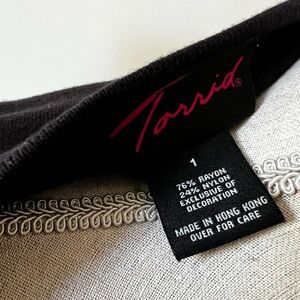 Torrid®
1
76% RAYON
24% NYLON
EXCLUSIVE OF
DECORATION
MADE IN HONG KONG
OVER FOR CARE